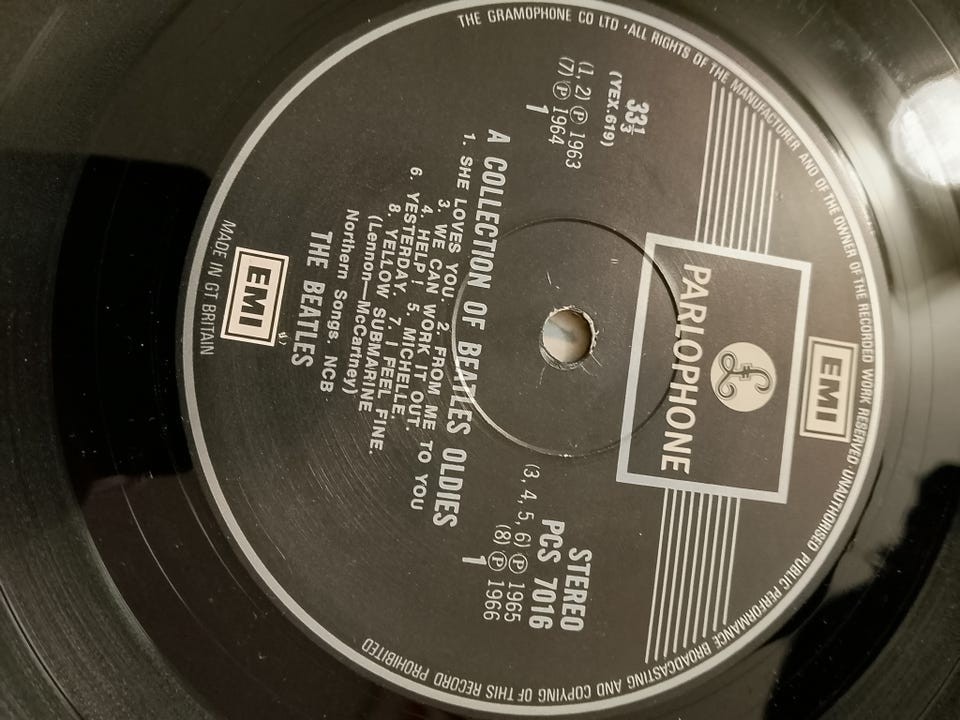 THE GRAMOPHONE CO LTD · ALL RIGHTS OF THE MANUFACTURER AND OF THE OWNER OF THE RECORDED WORK RESERVED · UNAUTHORISED PUBLIC PERFORMANCE BROADCASTING AND COPYING OF THIS RECORD PROHIBITED
EMI
£
PARLOPHONE
33⅓
(YEX.619)
(1, 2) ℗ 1963
(7) ℗ 1964
1
STEREO
PCS 7016
(3, 4, 5, 6) ℗ 1965
(8) ℗ 1966
1
A COLLECTION OF BEATLES OLDIES
1. SHE LOVES YOU. 2. FROM ME TO YOU
3. WE CAN WORK IT OUT.
4. HELP! 5. MICHELLE.
6. YESTERDAY. 7. I FEEL FINE.
8. YELLOW SUBMARINE
(Lennon—McCartney)
Northern Songs, NCB
THE BEATLES
EMI
MADE IN GT BRITAIN